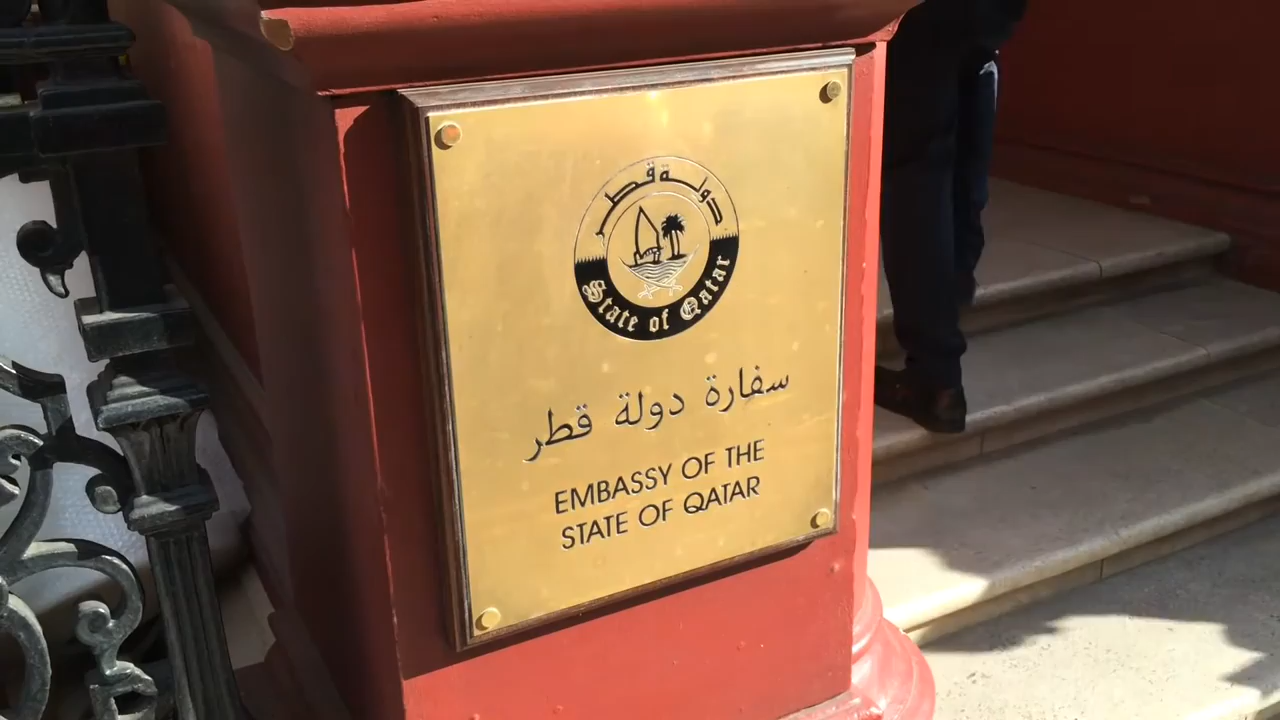 دولة قطر
State of Qatar
سفارة دولة قطر
EMBASSY OF THE
STATE OF QATAR